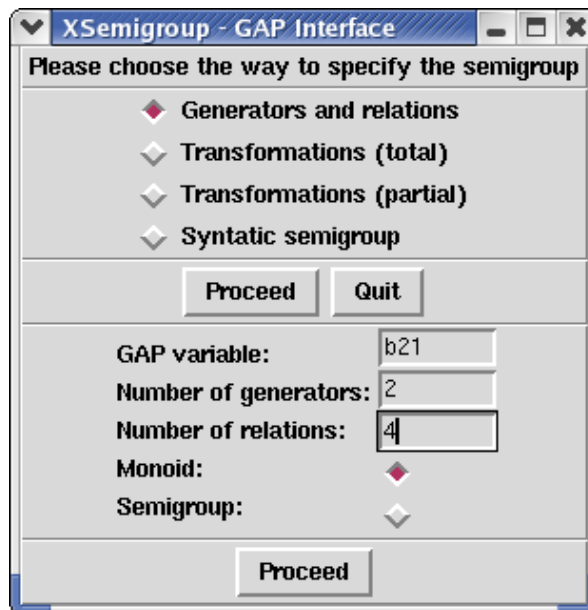 XSemigroup - GAP Interface
Please choose the way to specify the semigroup
Generators and relations
Transformations (total)
Transformations (partial)
Syntatic semigroup
Proceed Quit
GAP variable: b21
Number of generators: 2
Number of relations: 4
Monoid:
Semigroup:
Proceed